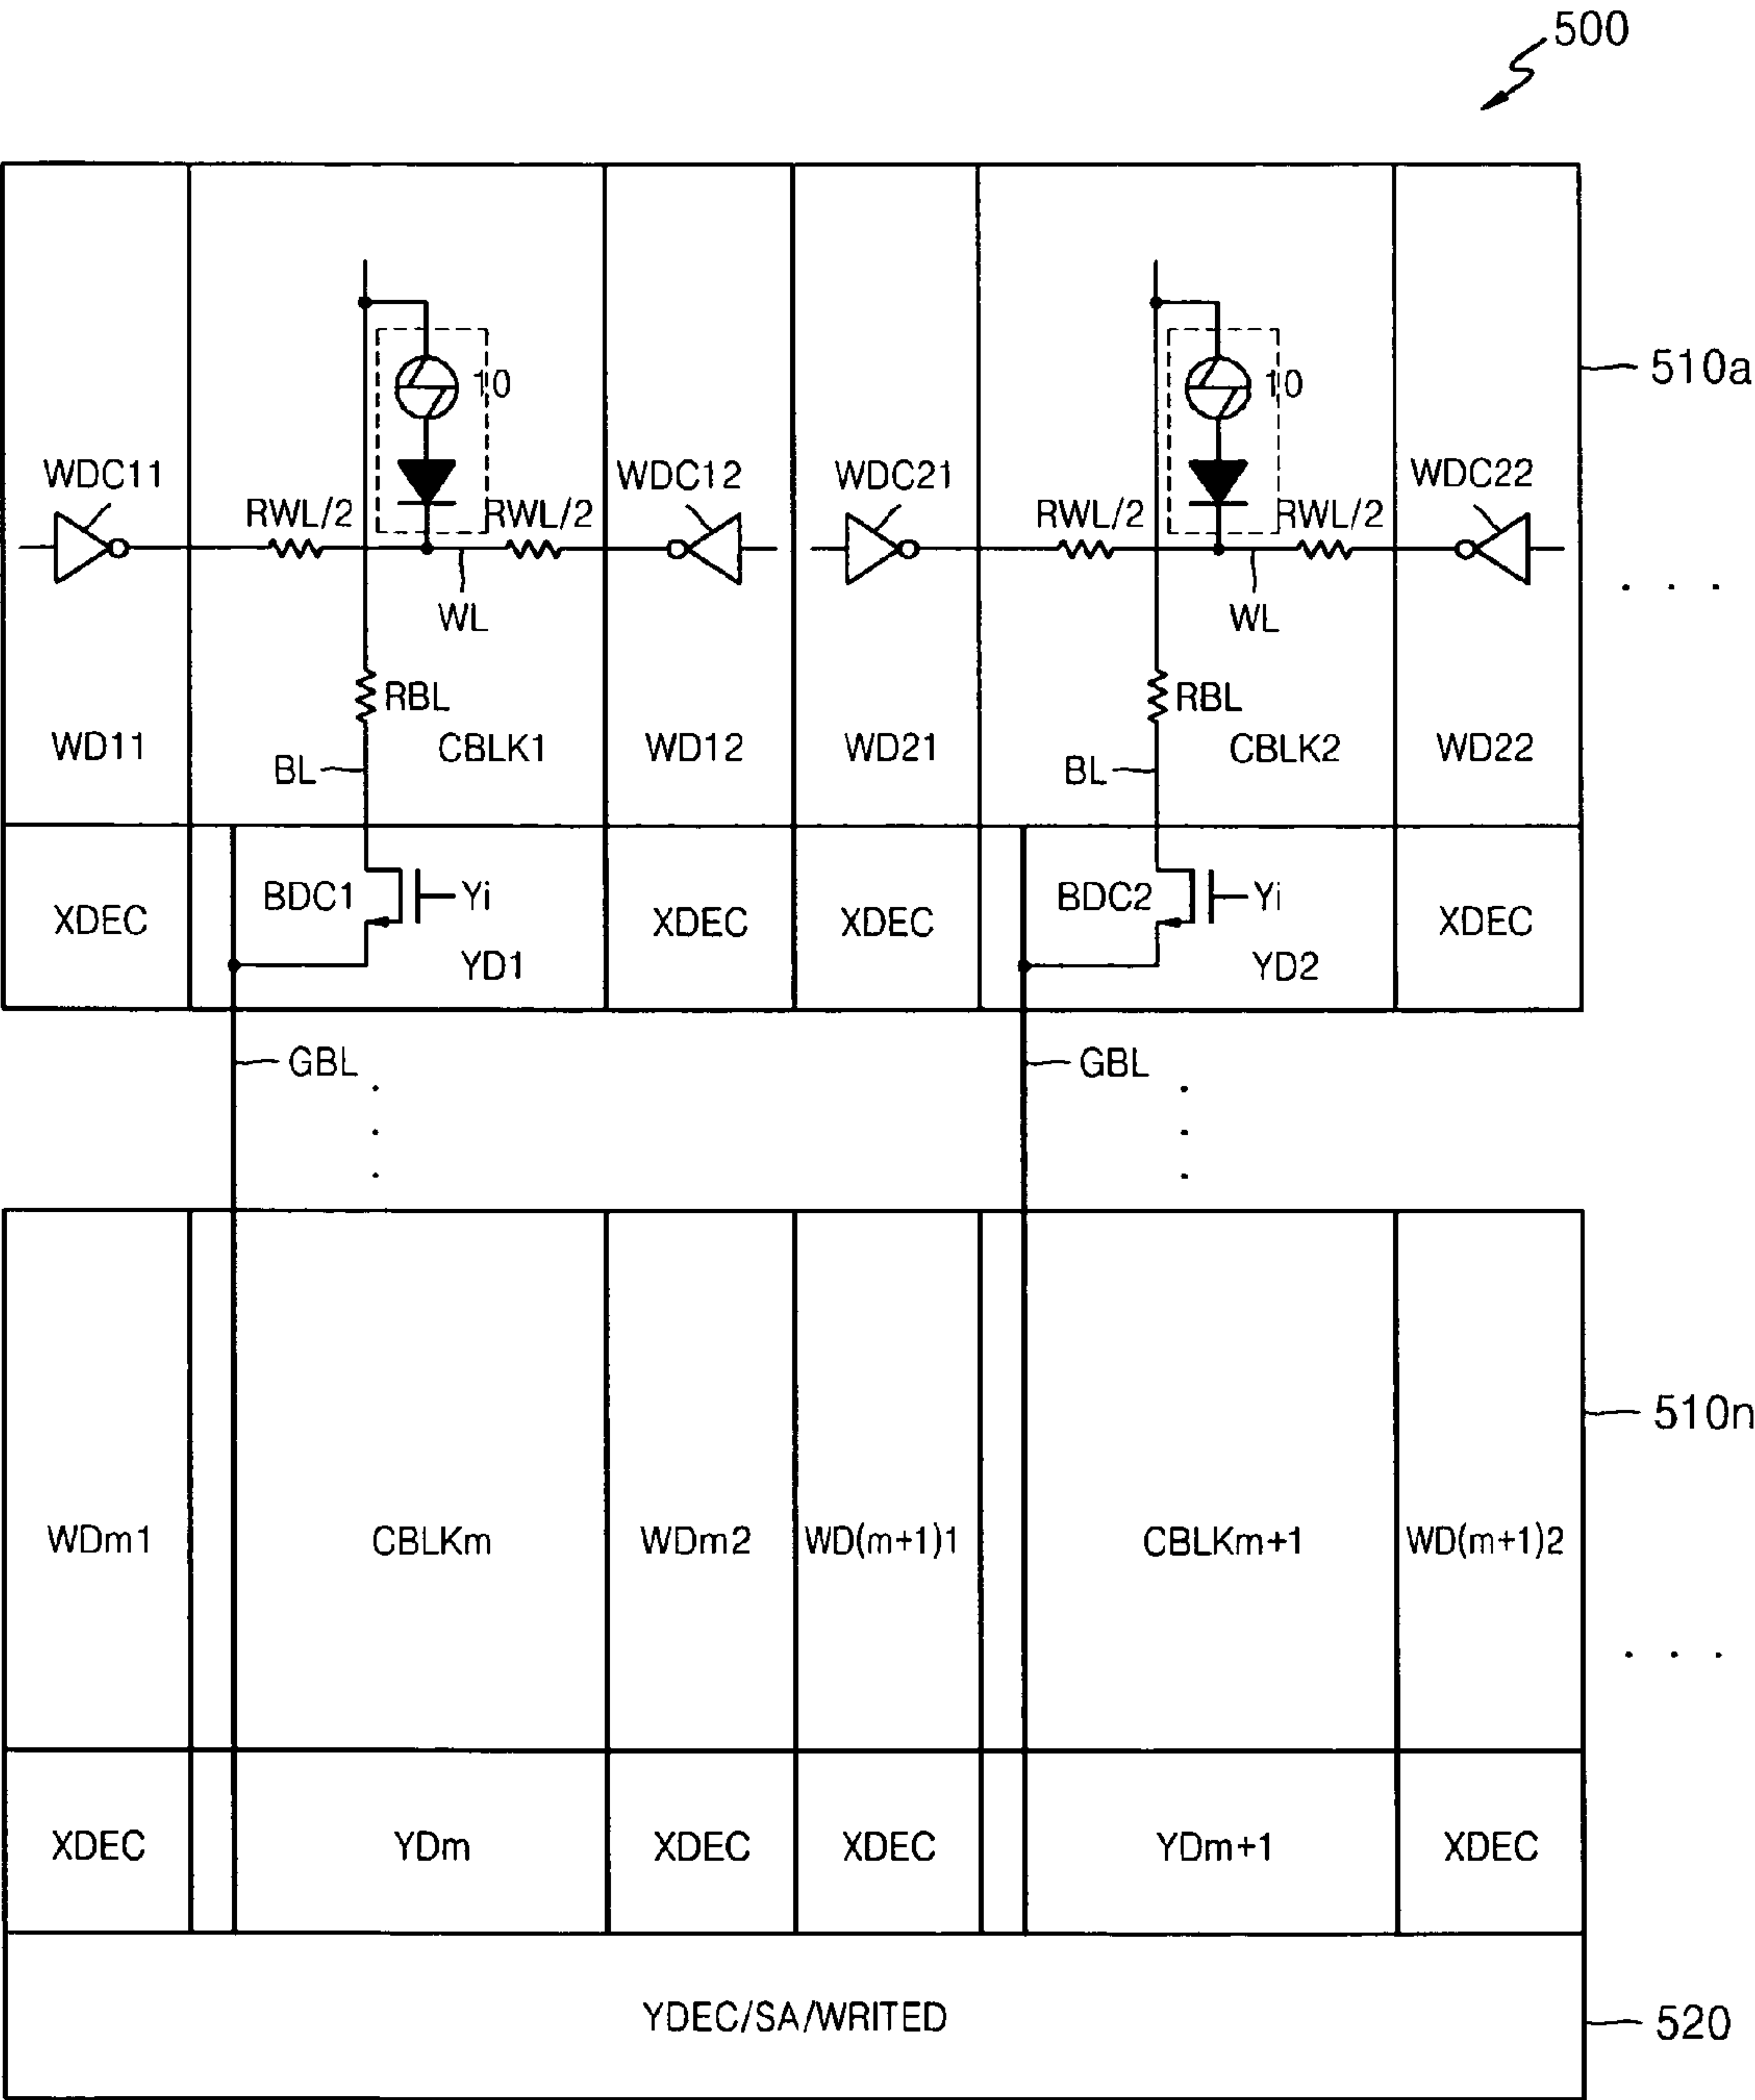 500
510a
10
10
WDC11
RWL/2
RWL/2
WDC12
WDC21
RWL/2
RWL/2
WDC22
WL
WL
. . .
RBL
RBL
WD11
BL
CBLK1
WD12
WD21
BL
CBLK2
WD22
XDEC
BDC1
Yi
YD1
XDEC
XDEC
BDC2
Yi
YD2
XDEC
GBL
GBL
510n
WDm1
CBLKm
WDm2
WD(m+1)1
CBLKm+1
WD(m+1)2
. . .
XDEC
YDm
XDEC
XDEC
YDm+1
XDEC
YDEC/SA/WRITED
520